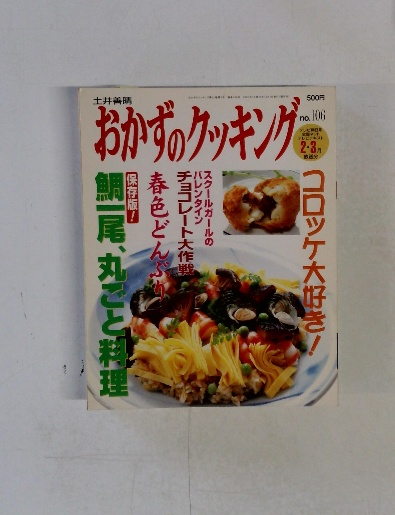 土井善晴
500円
おかずのクッキング
no.106
2・3月
コロッケ大好き!
スクールガールの
バレンタイン
チョコレート大作戦
春色どんぶり
保存版!
鯛一尾、丸ごと料理